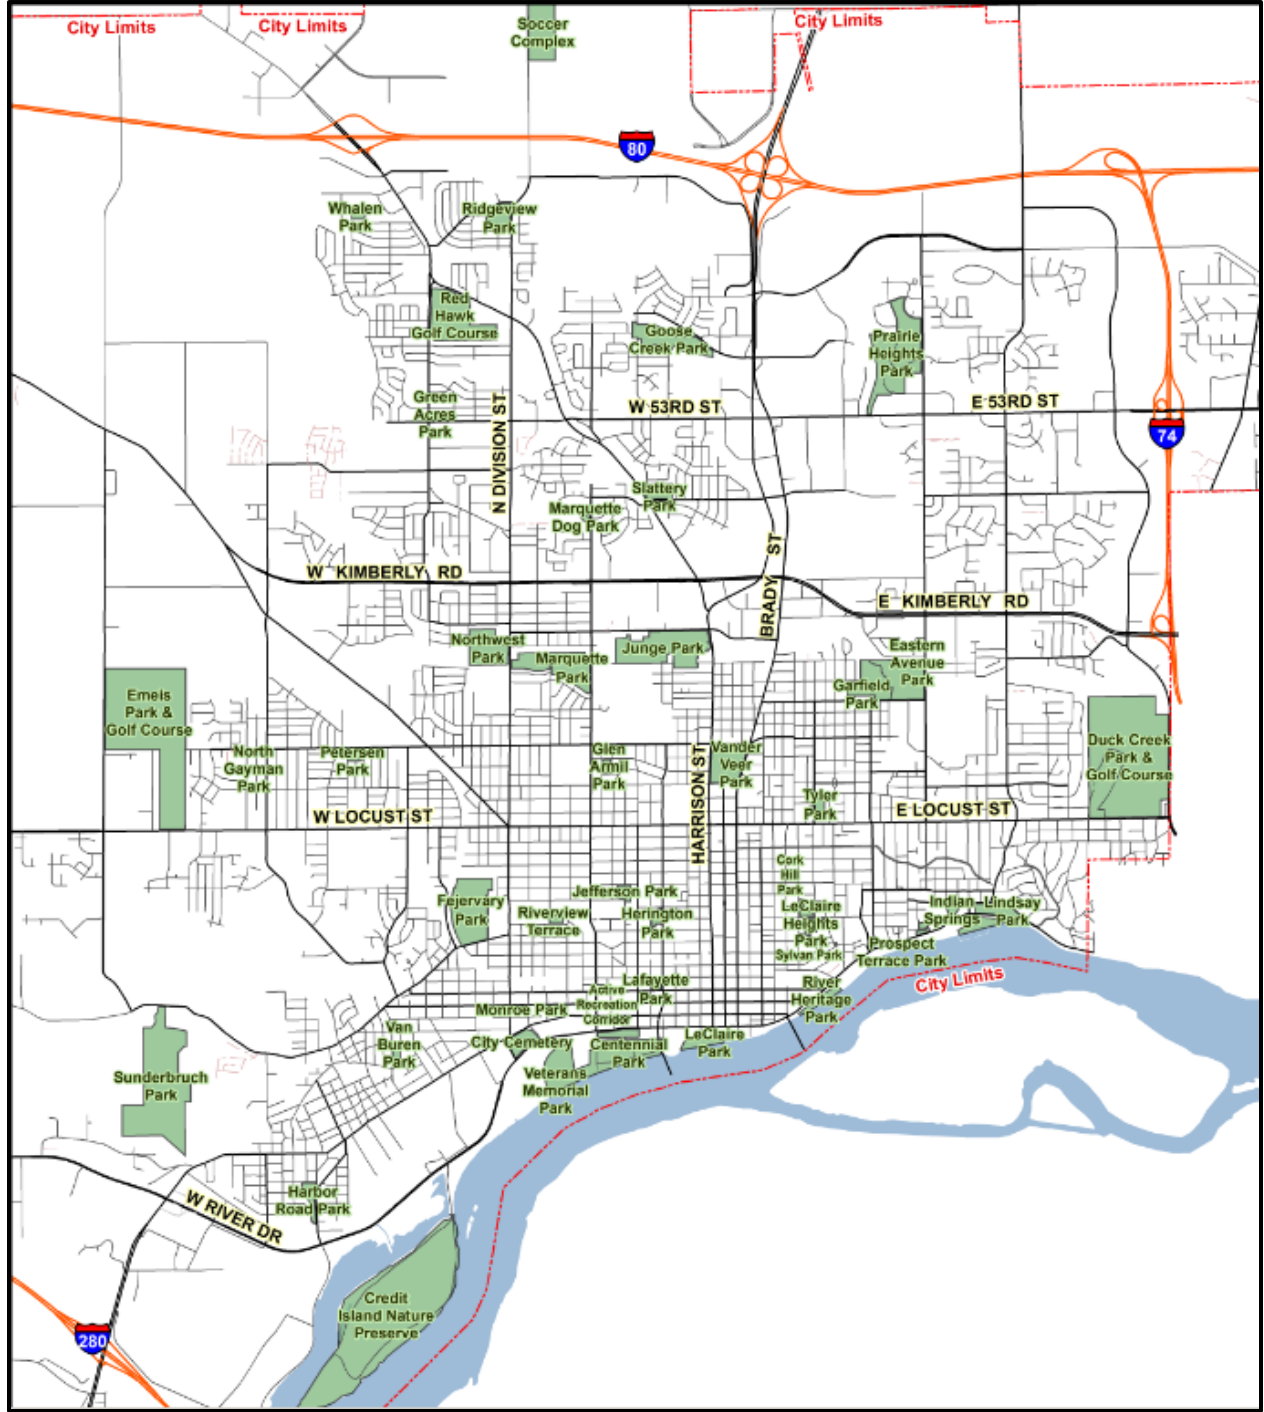 City Limits
City Limits
City Limits
Soccer
Complex
80
Whalen
Park
Ridgeview
Park
Red
Hawk
Golf Course
Goose
Creek Park
Prairie
Heights
Park
Green
Acres
Park
N DIVISION ST
W 53RD ST
E 53RD ST
74
Slattery
Park
Marquette
Dog Park
BRADY ST
W KIMBERLY RD
E KIMBERLY RD
Northwest
Park
Marquette
Park
Junge Park
Eastern
Avenue
Park
Garfield
Park
Emeis
Park &
Golf Course
North
Gayman
Park
Petersen
Park
Glen
Armil
Park
HARRISON ST
Vander
Veer
Park
Duck Creek
Park &
Golf Course
Tyler
Park
W LOCUST ST
E LOCUST ST
Cork
Hill
Park
Fejervary
Park
Jefferson Park
Riverview
Terrace
Herington
Park
LeClaire
Heights
Park
Sylvan Park
Indian
Springs
Lindsay
Park
Prospect
Terrace Park
City Limits
Lafayette
Park
Active
Recreation
Corridor
River
Heritage
Park
Monroe Park
Van
Buren
Park
City Cemetery
Centennial
Park
LeClaire
Park
Veterans
Memorial
Park
Sunderbruch
Park
Harbor
Road Park
W RIVER DR
Credit
Island Nature
Preserve
280